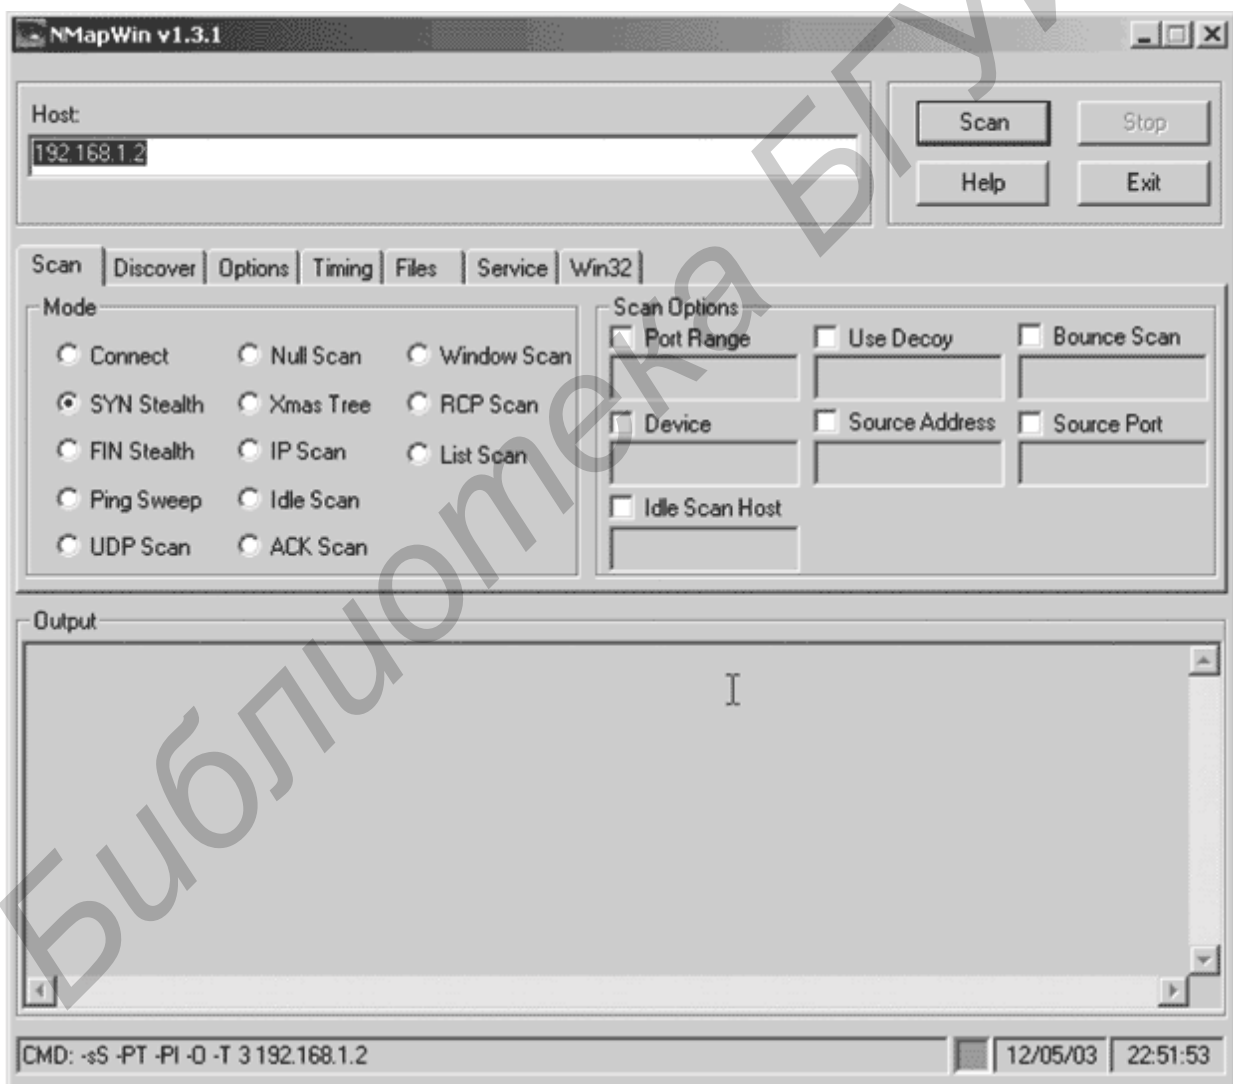 NMapWin v1.3.1
Host:
192.168.1.2
Scan
Stop
Help
Exit
Scan
Discover
Options
Timing
Files
Service
Win32
Mode
Connect
Null Scan
Window Scan
SYN Stealth
Xmas Tree
RCP Scan
FIN Stealth
IP Scan
List Scan
Ping Sweep
Idle Scan
UDP Scan
ACK Scan
Scan Options
Port Range
Use Decoy
Bounce Scan
Device
Source Address
Source Port
Idle Scan Host
Output
CMD: -sS -PT -PI -O -T 3 192.168.1.2
12/05/03
22:51:53
Библиотека